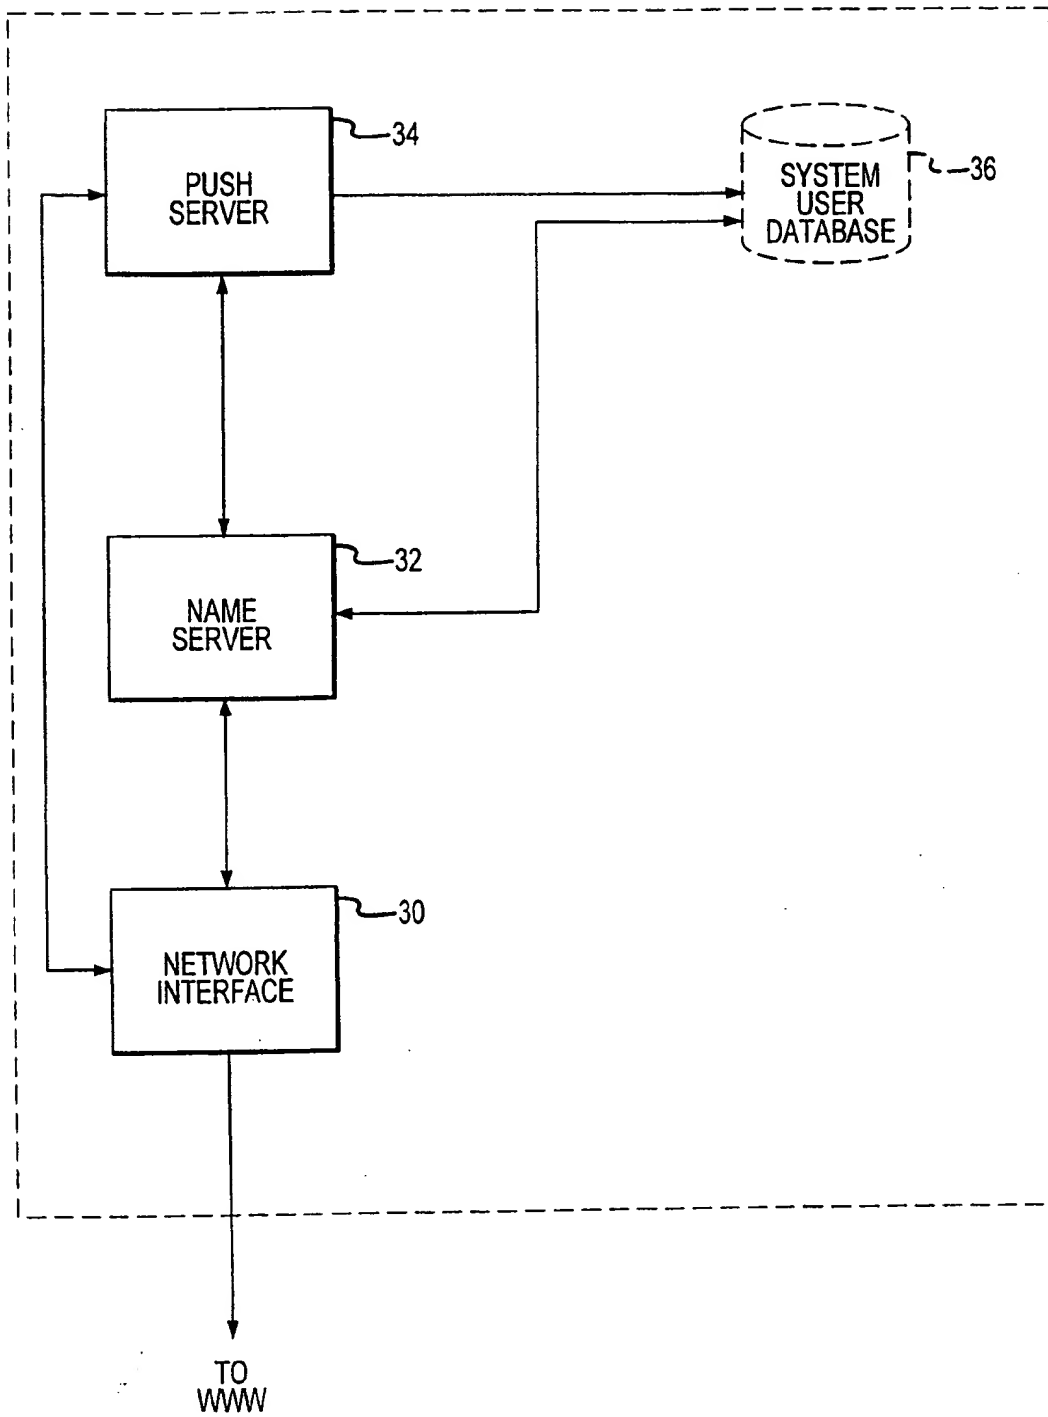 34
PUSH
SERVER
SYSTEM
USER
DATABASE
36
32
NAME
SERVER
30
NETWORK
INTERFACE
TO
WWW